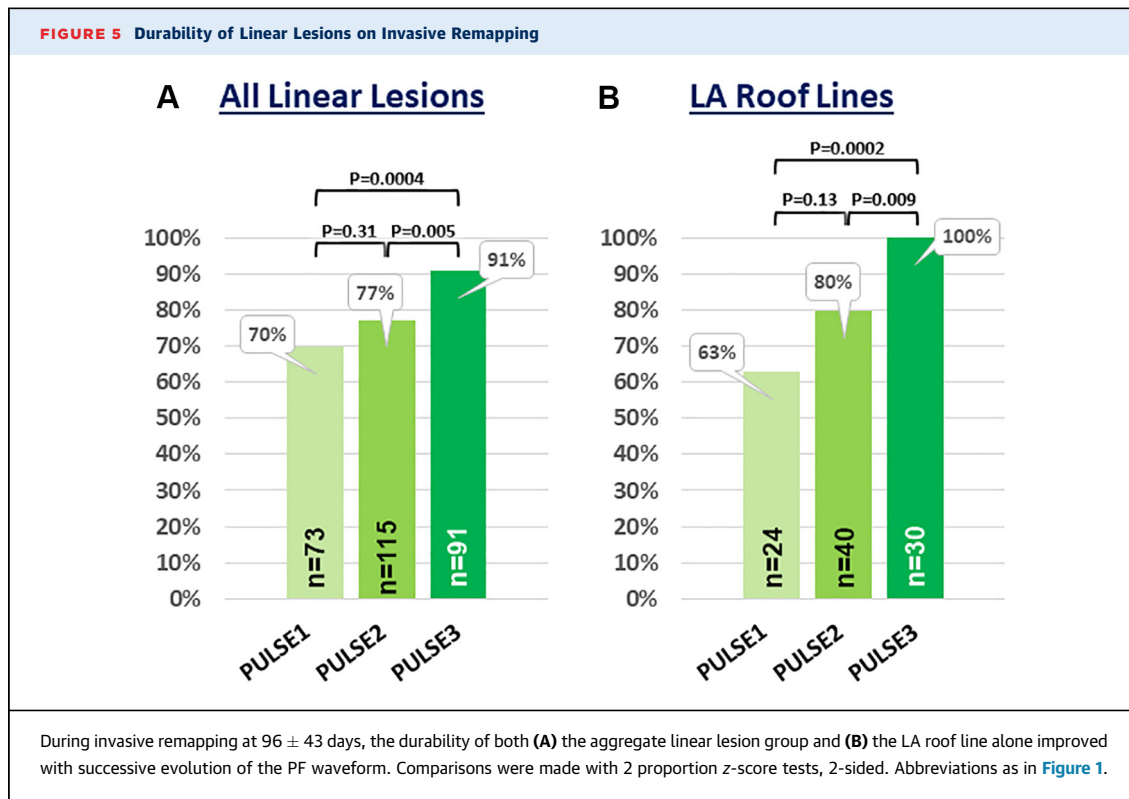 FIGURE 5 Durability of Linear Lesions on Invasive Remapping
A All Linear Lesions
P=0.0004
P=0.31 P=0.005
100%
90%
80%
70%
60%
50%
40%
30%
20%
10%
0%
70%
77%
91%
n=73
n=115
n=91
PULSE1
PULSE2
PULSE3
B LA Roof Lines
P=0.0002
P=0.13 P=0.009
100%
90%
80%
70%
60%
50%
40%
30%
20%
10%
0%
63%
80%
100%
n=24
n=40
n=30
PULSE1
PULSE2
PULSE3
During invasive remapping at 96 ± 43 days, the durability of both (A) the aggregate linear lesion group and (B) the LA roof line alone improved
with successive evolution of the PF waveform. Comparisons were made with 2 proportion z-score tests, 2-sided. Abbreviations as in Figure 1.